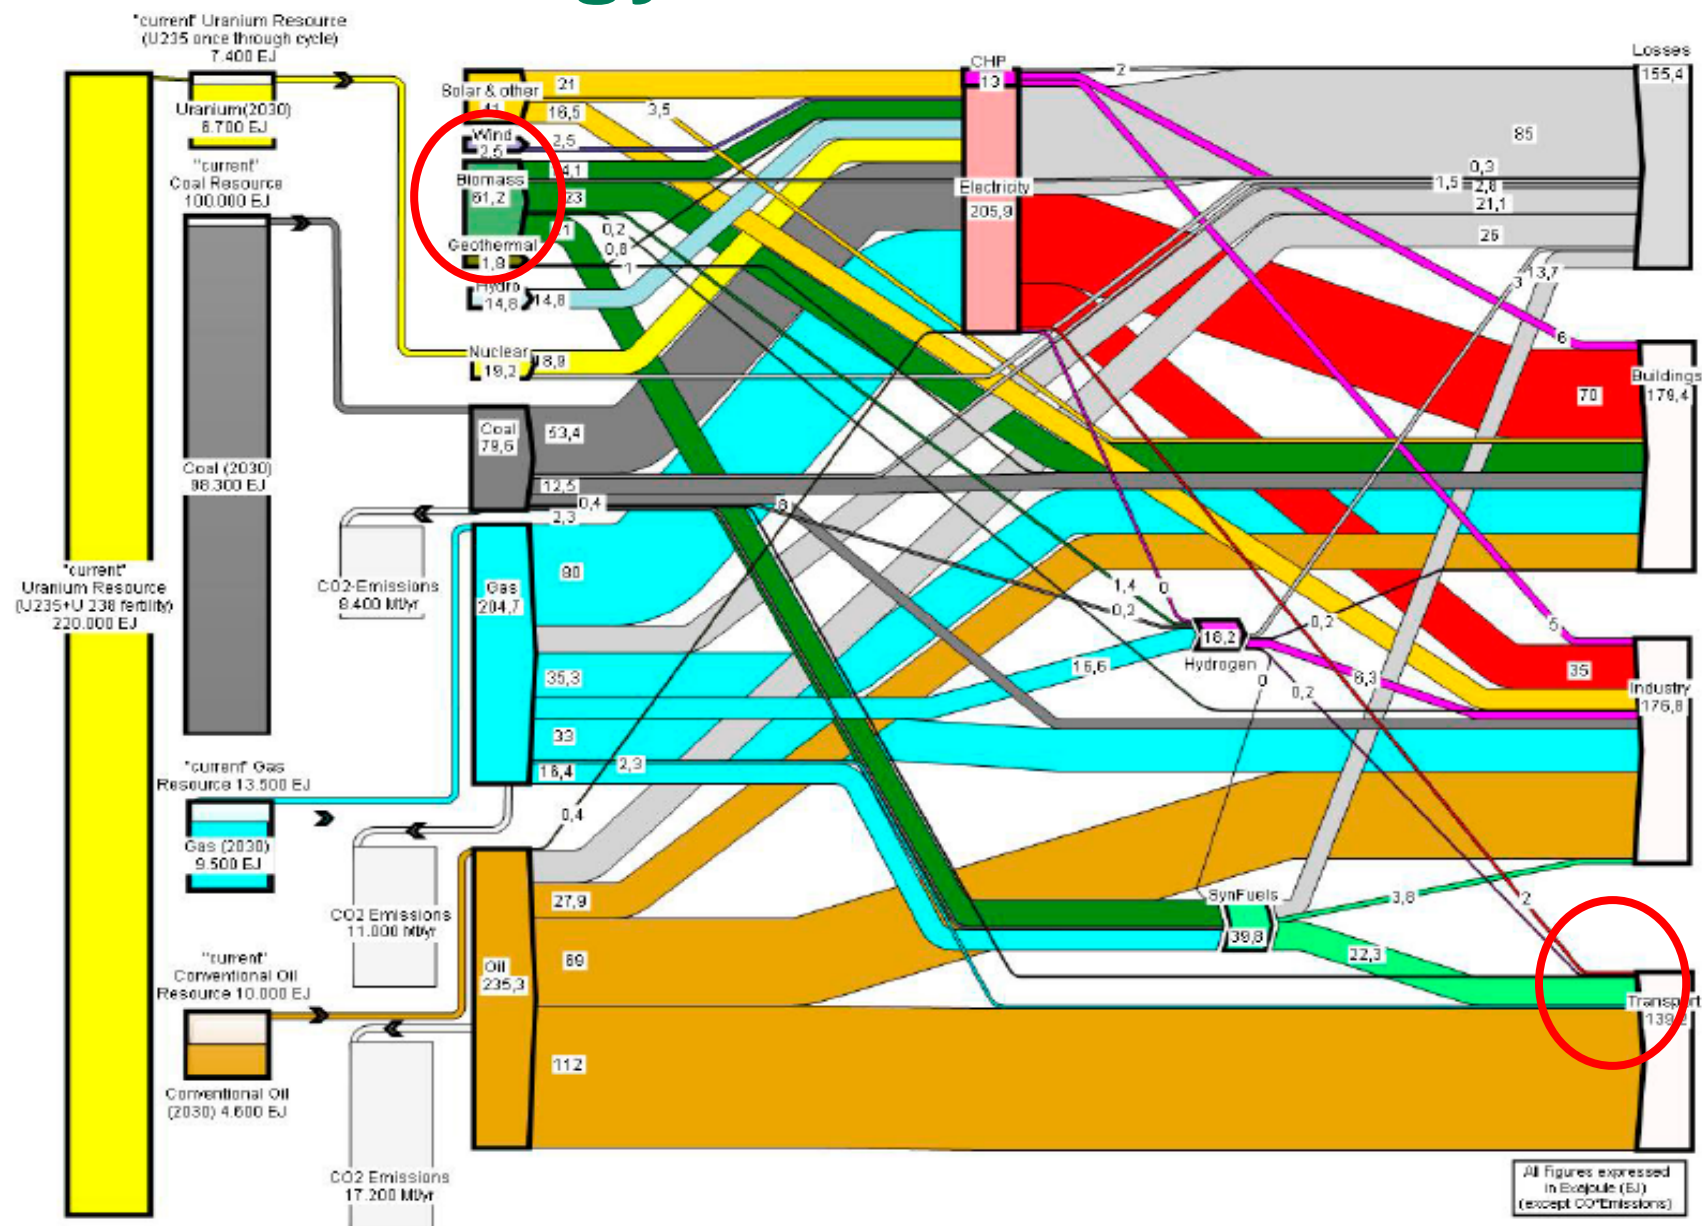 "current" Uranium Resource
(U235 once through cycle)
7.400 EJ
Uranium(2030)
6.700 EJ
"current"
Coal Resource
100.000 EJ
Coal (2030)
98.300 EJ
"current"
Uranium Resource
(U235+U 238 fertility)
220.000 EJ
"current" Gas
Resource 13.500 EJ
Gas (2030)
9.500 EJ
"current"
Conventional Oil
Resource 10.000 EJ
Conventional Oil
(2030) 4.600 EJ
CO2-Emissions
8.400 Mt/yr
CO2 Emissions
11.000 Mt/yr
CO2 Emissions
17.200 Mt/yr
Solar & other
41
Wind
2,5
Biomass
61,2
Geothermal
1,8
Hydro
14,8
Nuclear
19,2
Coal
79,6
Gas
204,7
Oil
235,3
21
16,5
3,5
2,5
14,1
23
0,2
0,8
1
14,8
18,9
53,4
12,5
0,4
2,3
8
80
35,3
33
16,4
2,3
0,4
27,9
69
112
CHP
13
Electricity
205,9
2
85
0,3
1,5
2,8
21,1
26
3
13,7
6
70
1,4
0
0,2
16,6
18,2
Hydrogen
0
0,2
0,2
6,3
5
35
SynFuels
39,8
3,8
22,3
2
Losses
155,4
Buildings
179,4
Industry
176,8
Transport
139,2
All Figures expressed
in Exajoule (EJ)
(except CO²Emissions)